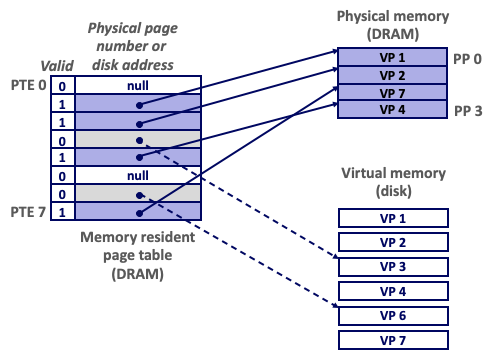 Physical page
number or
disk address
Valid
PTE 0
0
null
1
1
0
1
0
null
0
PTE 7
1
Memory resident
page table
(DRAM)
Physical memory
(DRAM)
VP 1
PP 0
VP 2
VP 7
VP 4
PP 3
Virtual memory
(disk)
VP 1
VP 2
VP 3
VP 4
VP 6
VP 7